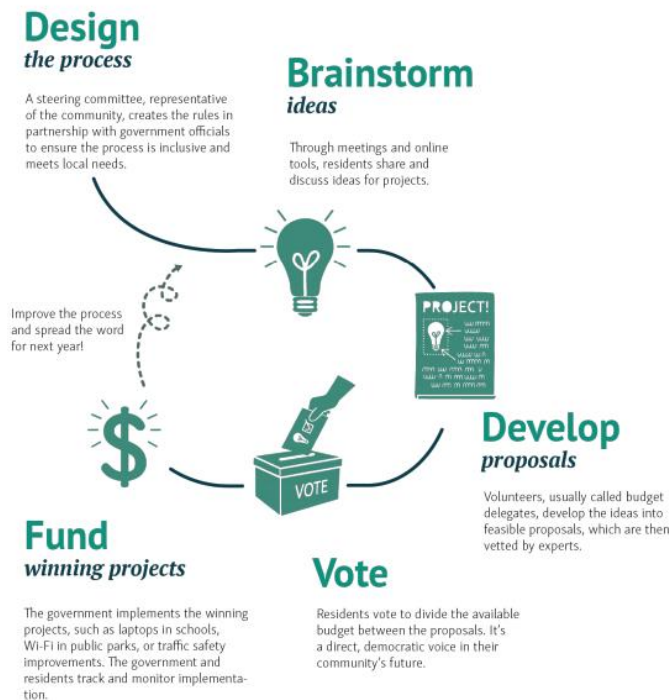 Design
the process
A steering committee, representative
of the community, creates the rules in
partnership with government officials
to ensure the process is inclusive and
meets local needs.
Brainstorm
ideas
Through meetings and online
tools, residents share and
discuss ideas for projects.
PROJECT!
Develop
proposals
Volunteers, usually called budget
delegates, develop the ideas into
feasible proposals, which are then
vetted by experts.
VOTE
Vote
Residents vote to divide the available
budget between the proposals. It's
a direct, democratic voice in their
community's future.
Fund
winning projects
The government implements the winning
projects, such as laptops in schools,
Wi-Fi in public parks, or traffic safety
improvements. The government and
residents track and monitor implementa-
tion.
Improve the process
and spread the word
for next year!